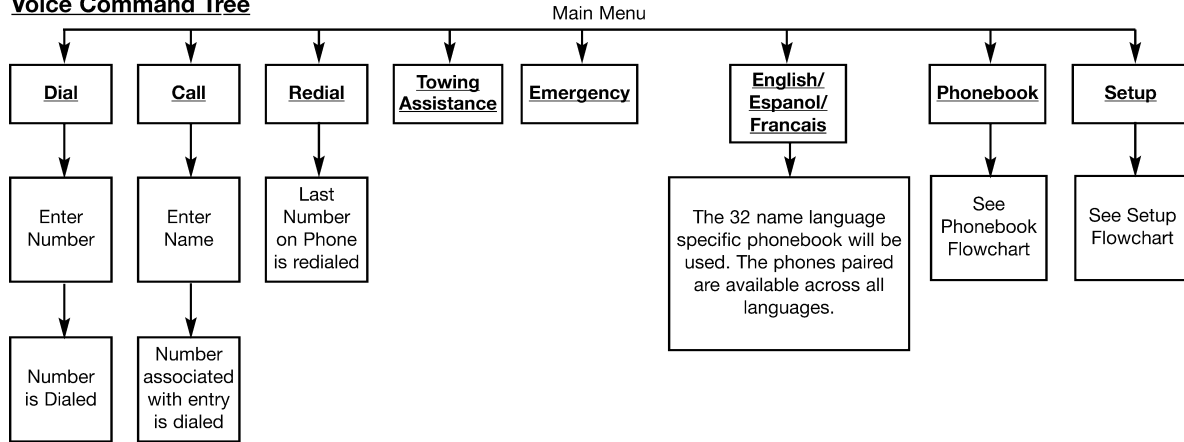 Voice Command Tree
Main Menu
Dial
Call
Redial
Towing
Assistance
Emergency
English/
Espanol/
Francais
Phonebook
Setup
Enter
Number
Enter
Name
Last
Number
on Phone
is redialed
The 32 name language
specific phonebook will be
used. The phones paired
are available across all
languages.
See
Phonebook
Flowchart
See Setup
Flowchart
Number
is Dialed
Number
associated
with entry
is dialed